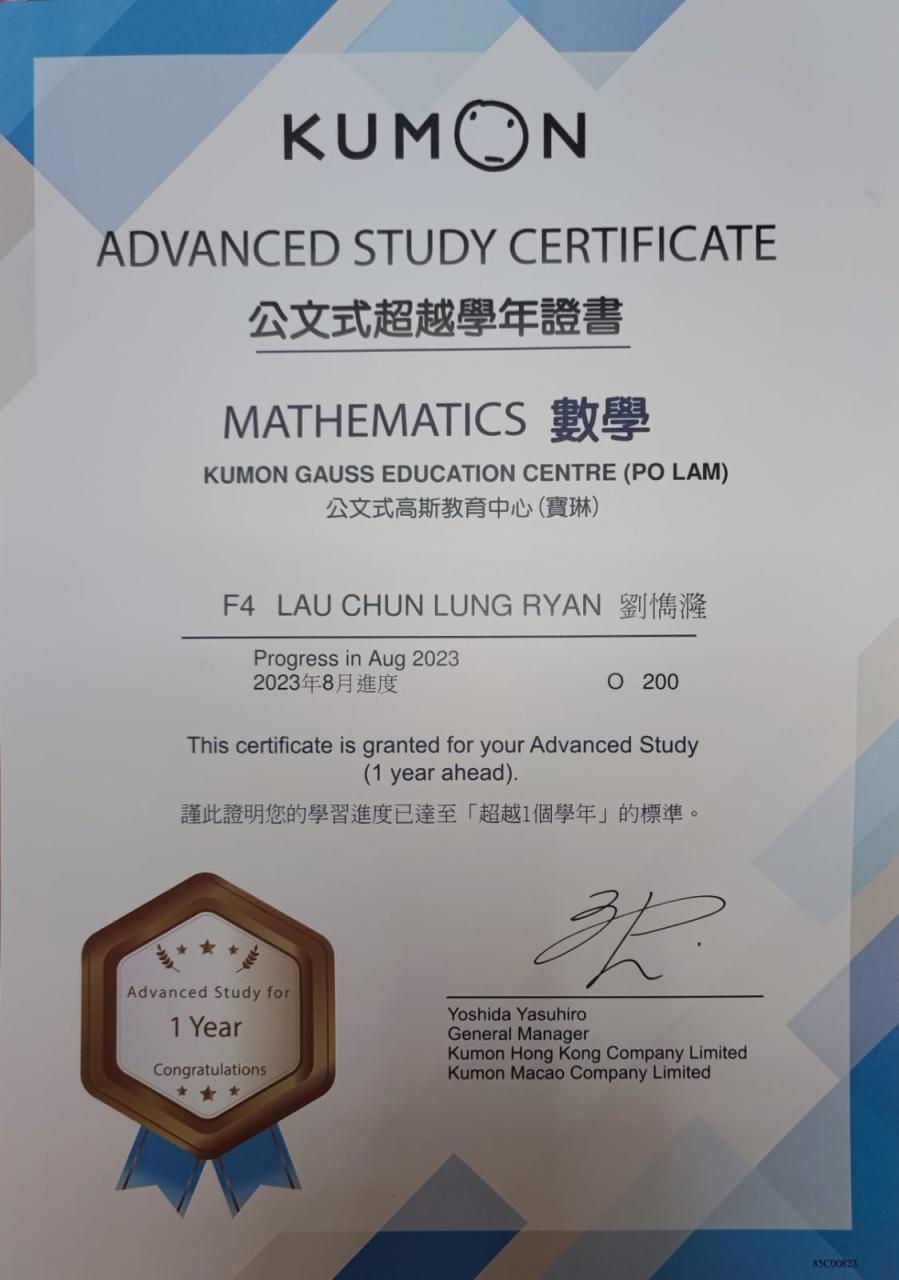 KUMON
ADVANCED STUDY CERTIFICATE
公文式超越學年證書
MATHEMATICS 數學
KUMON GAUSS EDUCATION CENTRE (PO LAM)
公文式高斯教育中心(寶琳)
F4 LAU CHUN LUNG RYAN 劉懏漋
Progress in Aug 2023
2023年8月進度 O 200
This certificate is granted for your Advanced Study
(1 year ahead).
謹此證明您的學習進度已達至「超越1個學年」的標準。
Advanced Study for
1 Year
Congratulations
Yoshida Yasuhiro
General Manager
Kumon Hong Kong Company Limited
Kumon Macao Company Limited
85C00823